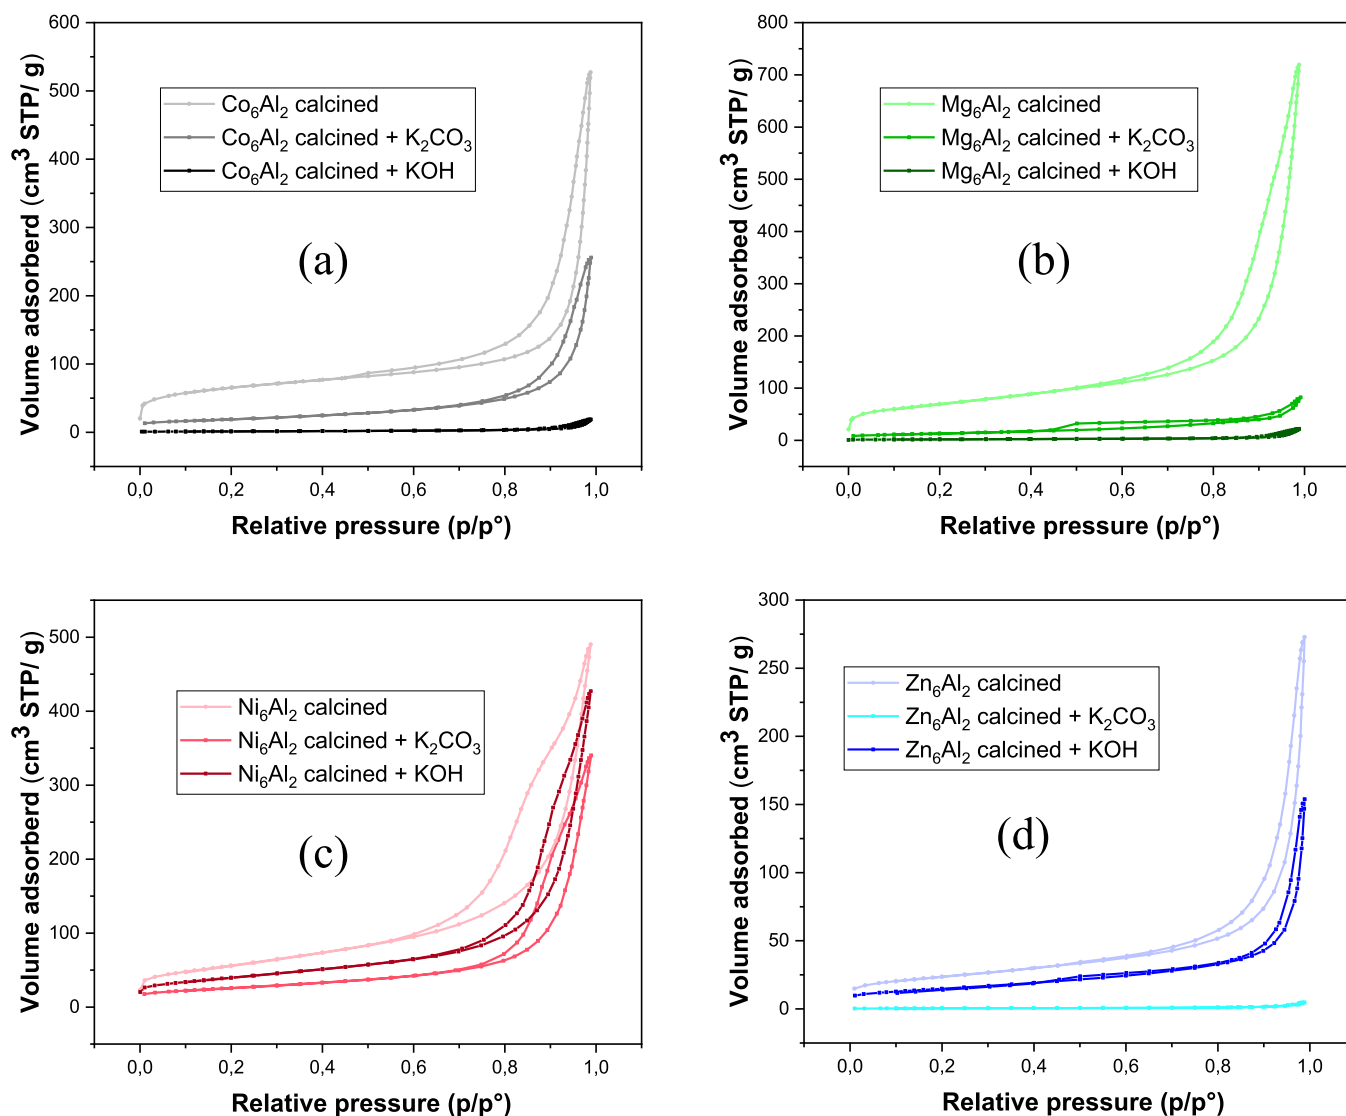 600
500
400
300
200
100
0
Volume adsorberd (cm³ STP/ g)
Co₆Al₂ calcined
Co₆Al₂ calcined + K₂CO₃
Co₆Al₂ calcined + KOH
(a)
0,0 0,2 0,4 0,6 0,8 1,0
Relative pressure (p/p°)
800
700
600
500
400
300
200
100
0
Volume adsorbed (cm³ STP/ g)
Mg₆Al₂ calcined
Mg₆Al₂ calcined + K₂CO₃
Mg₆Al₂ calcined + KOH
(b)
0,0 0,2 0,4 0,6 0,8 1,0
Relative pressure (p/p°)
500
400
300
200
100
0
Volume adsorberd (cm³ STP/ g)
Ni₆Al₂ calcined
Ni₆Al₂ calcined + K₂CO₃
Ni₆Al₂ calcined + KOH
(c)
0,0 0,2 0,4 0,6 0,8 1,0
Relative pressure (p/p°)
300
250
200
150
100
50
0
Volume adsorbed (cm³ STP/ g)
Zn₆Al₂ calcined
Zn₆Al₂ calcined + K₂CO₃
Zn₆Al₂ calcined + KOH
(d)
0,0 0,2 0,4 0,6 0,8 1,0
Relative pressure (p/p°)